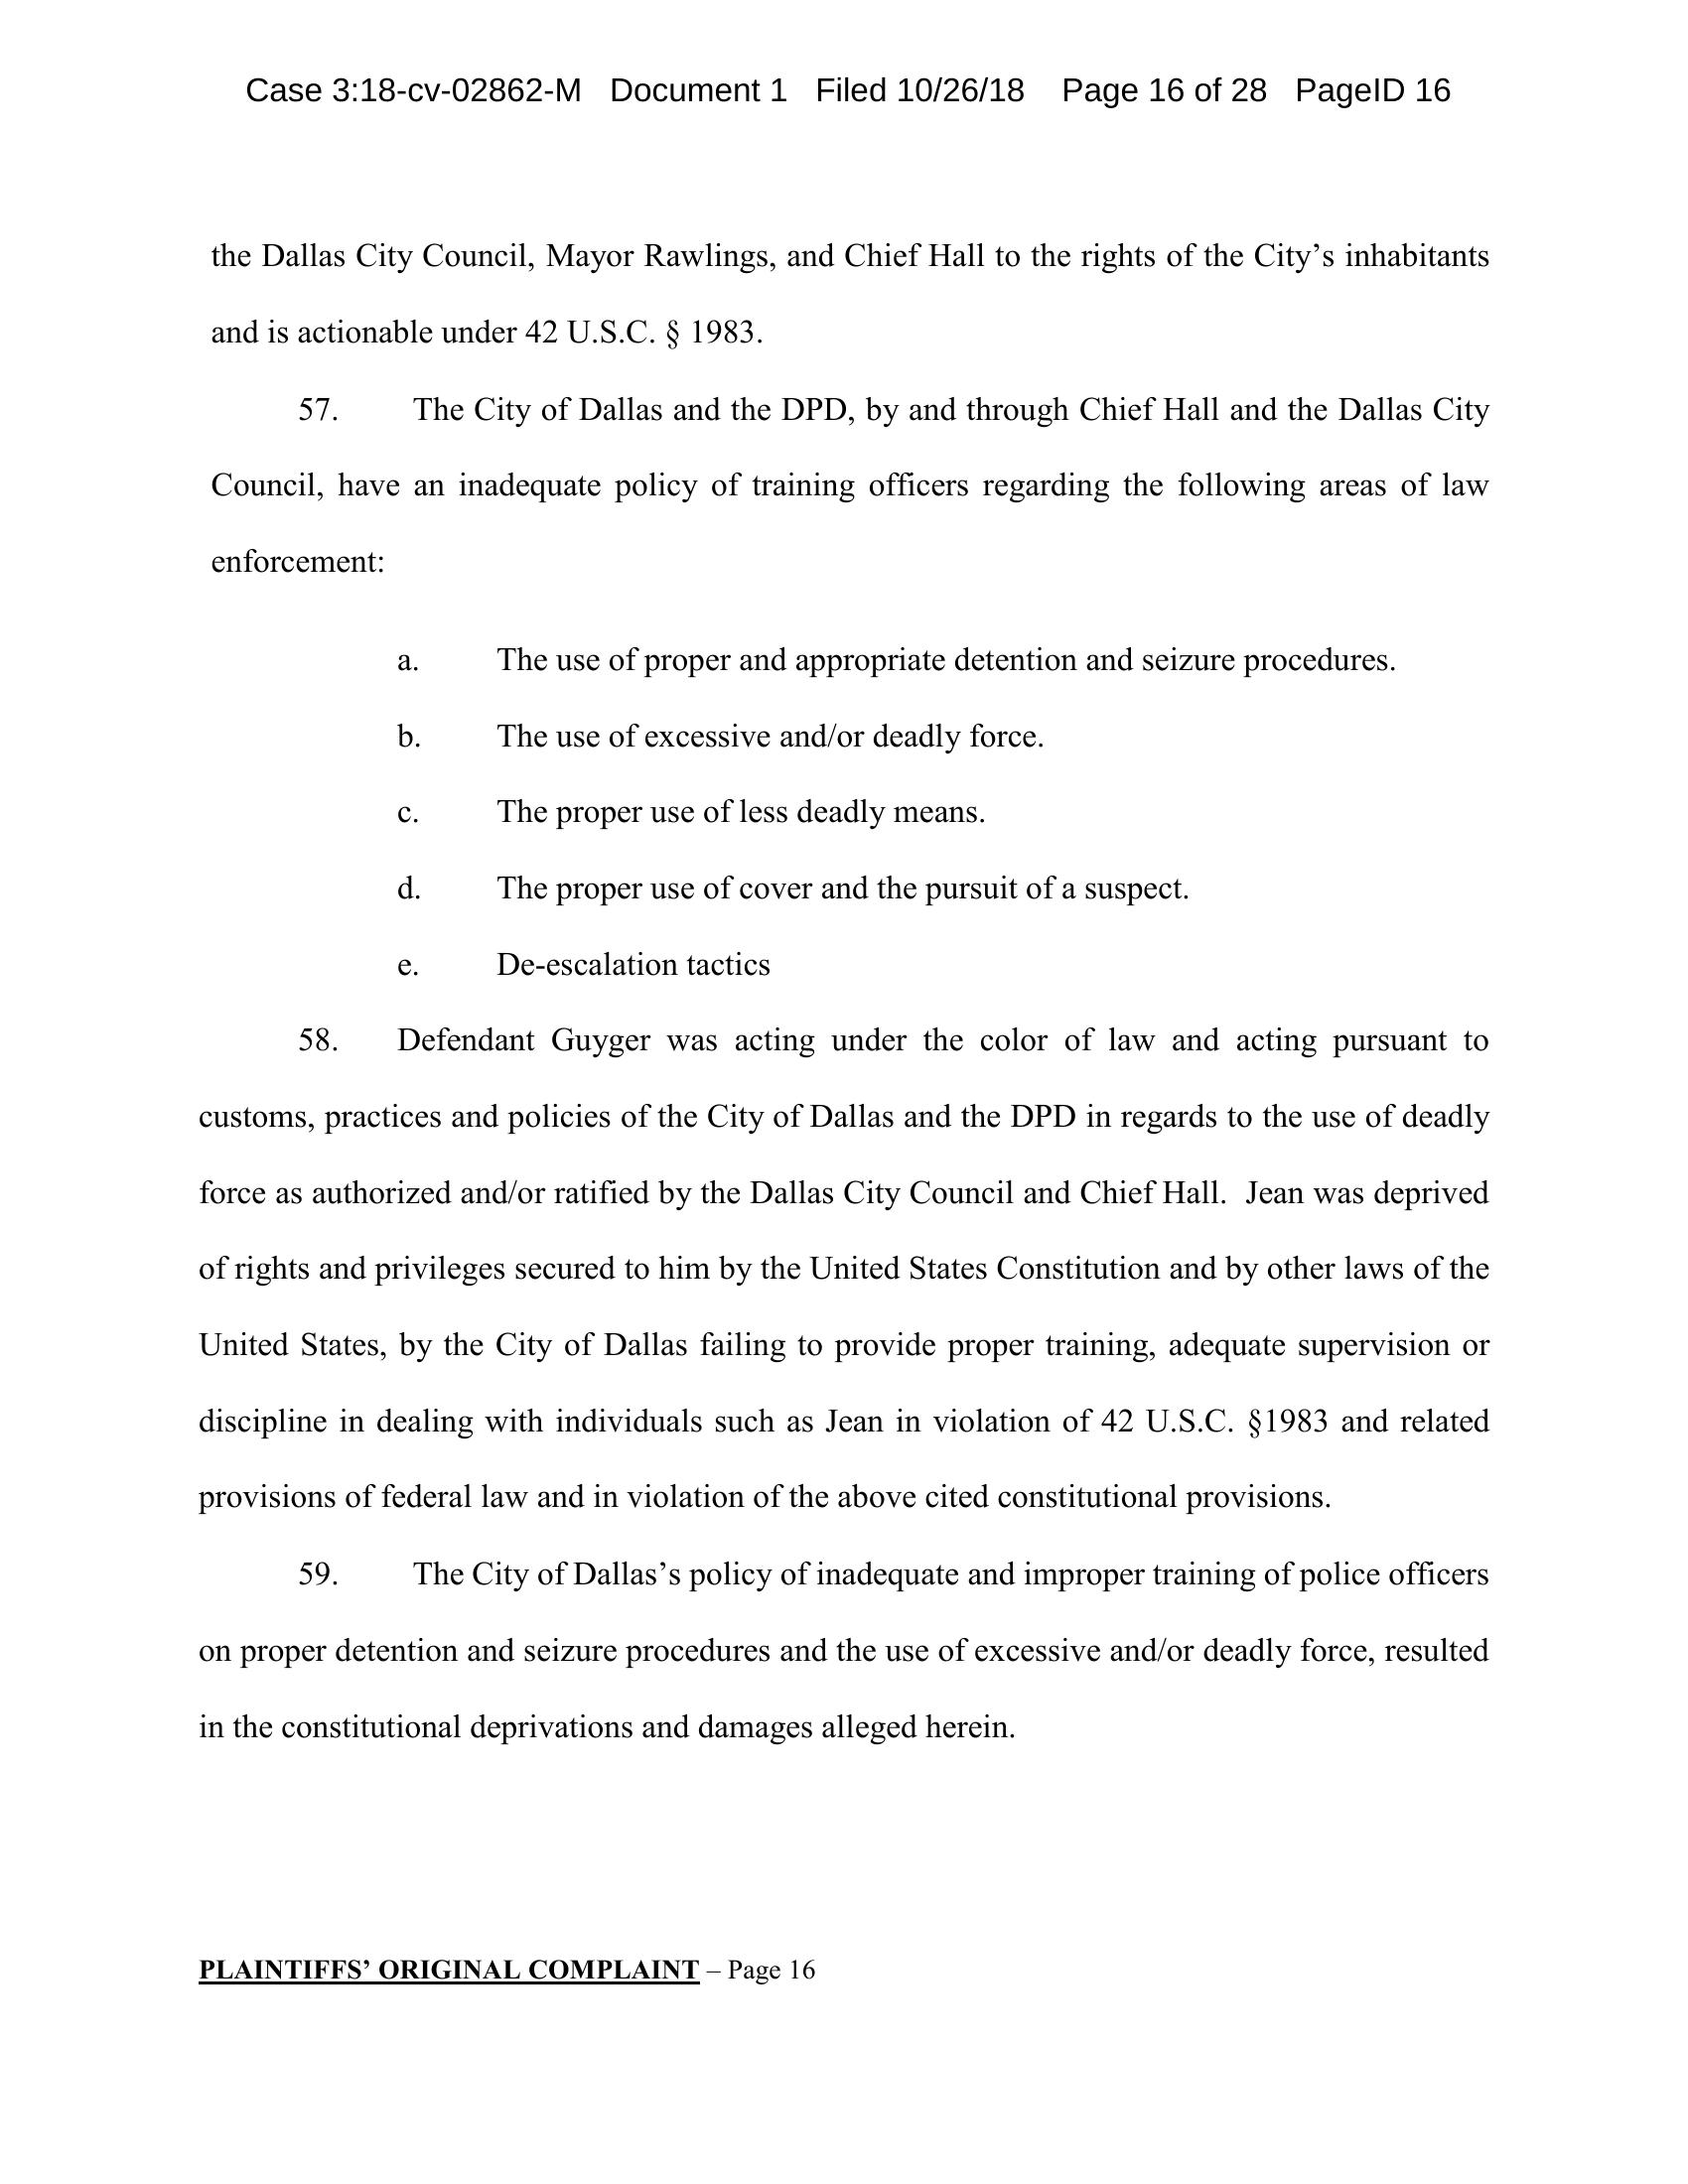 Case 3:18-cv-02862-M Document 1 Filed 10/26/18 Page 16 of 28 PageID 16
the Dallas City Council, Mayor Rawlings, and Chief Hall to the rights of the City’s inhabitants
and is actionable under 42 U.S.C. § 1983.
57. The City of Dallas and the DPD, by and through Chief Hall and the Dallas City
Council, have an inadequate policy of training officers regarding the following areas of law
enforcement:
a. The use of proper and appropriate detention and seizure procedures.
b. The use of excessive and/or deadly force.
c. The proper use of less deadly means.
d. The proper use of cover and the pursuit of a suspect.
e. De-escalation tactics
58. Defendant Guyger was acting under the color of law and acting pursuant to
customs, practices and policies of the City of Dallas and the DPD in regards to the use of deadly
force as authorized and/or ratified by the Dallas City Council and Chief Hall. Jean was deprived
of rights and privileges secured to him by the United States Constitution and by other laws of the
United States, by the City of Dallas failing to provide proper training, adequate supervision or
discipline in dealing with individuals such as Jean in violation of 42 U.S.C. §1983 and related
provisions of federal law and in violation of the above cited constitutional provisions.
59. The City of Dallas’s policy of inadequate and improper training of police officers
on proper detention and seizure procedures and the use of excessive and/or deadly force, resulted
in the constitutional deprivations and damages alleged herein.
PLAINTIFFS’ ORIGINAL COMPLAINT – Page 16